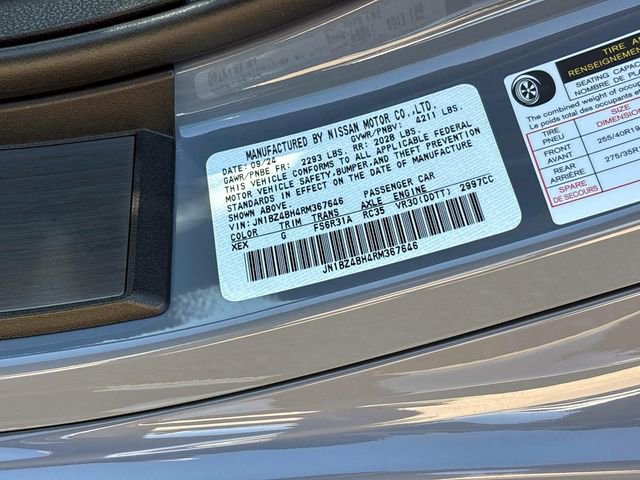 MANUFACTURED BY NISSAN MOTOR CO.,LTD.
DATE: 09/24 GVWR/PNBV: 4211 LBS.
GAWR/PNBE FR: 2293 LBS. RR: 2028 LBS.
THIS VEHICLE CONFORMS TO ALL APPLICABLE FEDERAL
MOTOR VEHICLE SAFETY, BUMPER, AND THEFT PREVENTION
STANDARDS IN EFFECT ON THE DATE OF MANUFACTURE
SHOWN ABOVE.
VIN: JN1BZ4BH4RM367646 PASSENGER CAR
COLOR TRIM TRANS AXLE ENGINE
XEX G FS6R31A RC35 VR30(DDTT) 2997CC
JN1BZ4BH4RM367646
TIRE
RENSEIGNEMENT
SEATING CAPACITY
NOMBRE DE
The combined weight of
Le poids total des occupants et
TIRE
PNEU
SIZE
DIMENSION
FRONT
AVANT
255/40R
REAR
ARRIÈRE
275/35R
SPARE
DE SECOURS